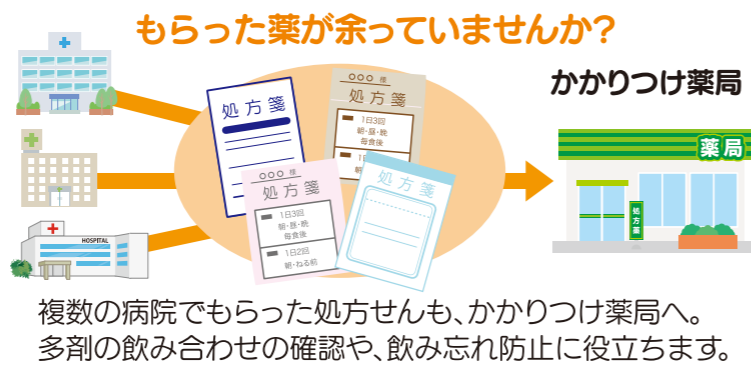 もらった薬が余っていませんか?
かかりつけ薬局
処方箋
○○○ 様
処方箋
1日3回
朝・昼・晩
毎食後
○○○ 様
処方箋
1日3回
朝・昼・晩
毎食後
1日2回
朝・ねる前
処方箋
HOSPITAL
薬局
処方薬
複数の病院でもらった処方せんも、かかりつけ薬局へ。
多剤の飲み合わせの確認や、飲み忘れ防止に役立ちます。